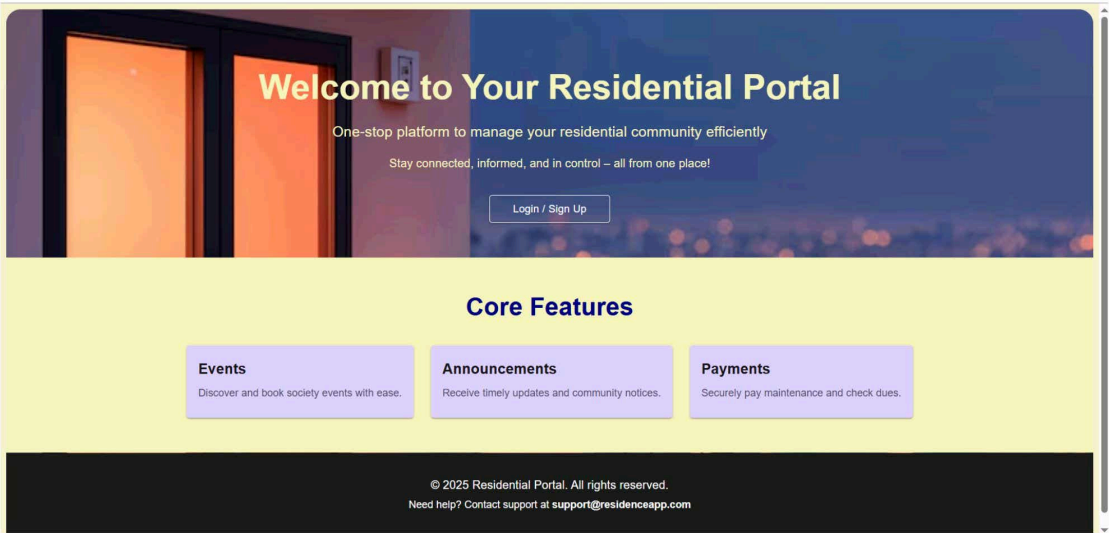 Welcome to Your Residential Portal
One-stop platform to manage your residential community efficiently
Stay connected, informed, and in control – all from one place!
Login / Sign Up
Core Features
Events
Discover and book society events with ease.
Announcements
Receive timely updates and community notices.
Payments
Securely pay maintenance and check dues.
© 2025 Residential Portal. All rights reserved.
Need help? Contact support at support@residenceapp.com